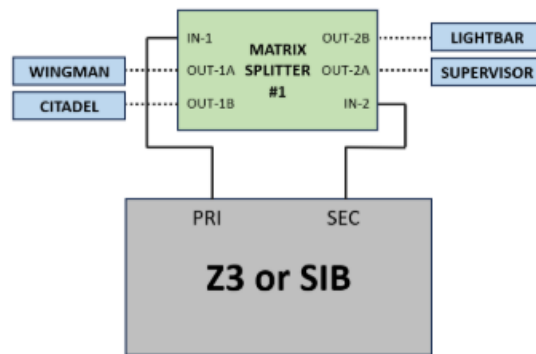 IN-1
OUT-2B
LIGHTBAR
MATRIX
SPLITTER
#1
WINGMAN
OUT-1A
OUT-2A
SUPERVISOR
CITADEL
OUT-1B
IN-2
PRI
SEC
Z3 or SIB